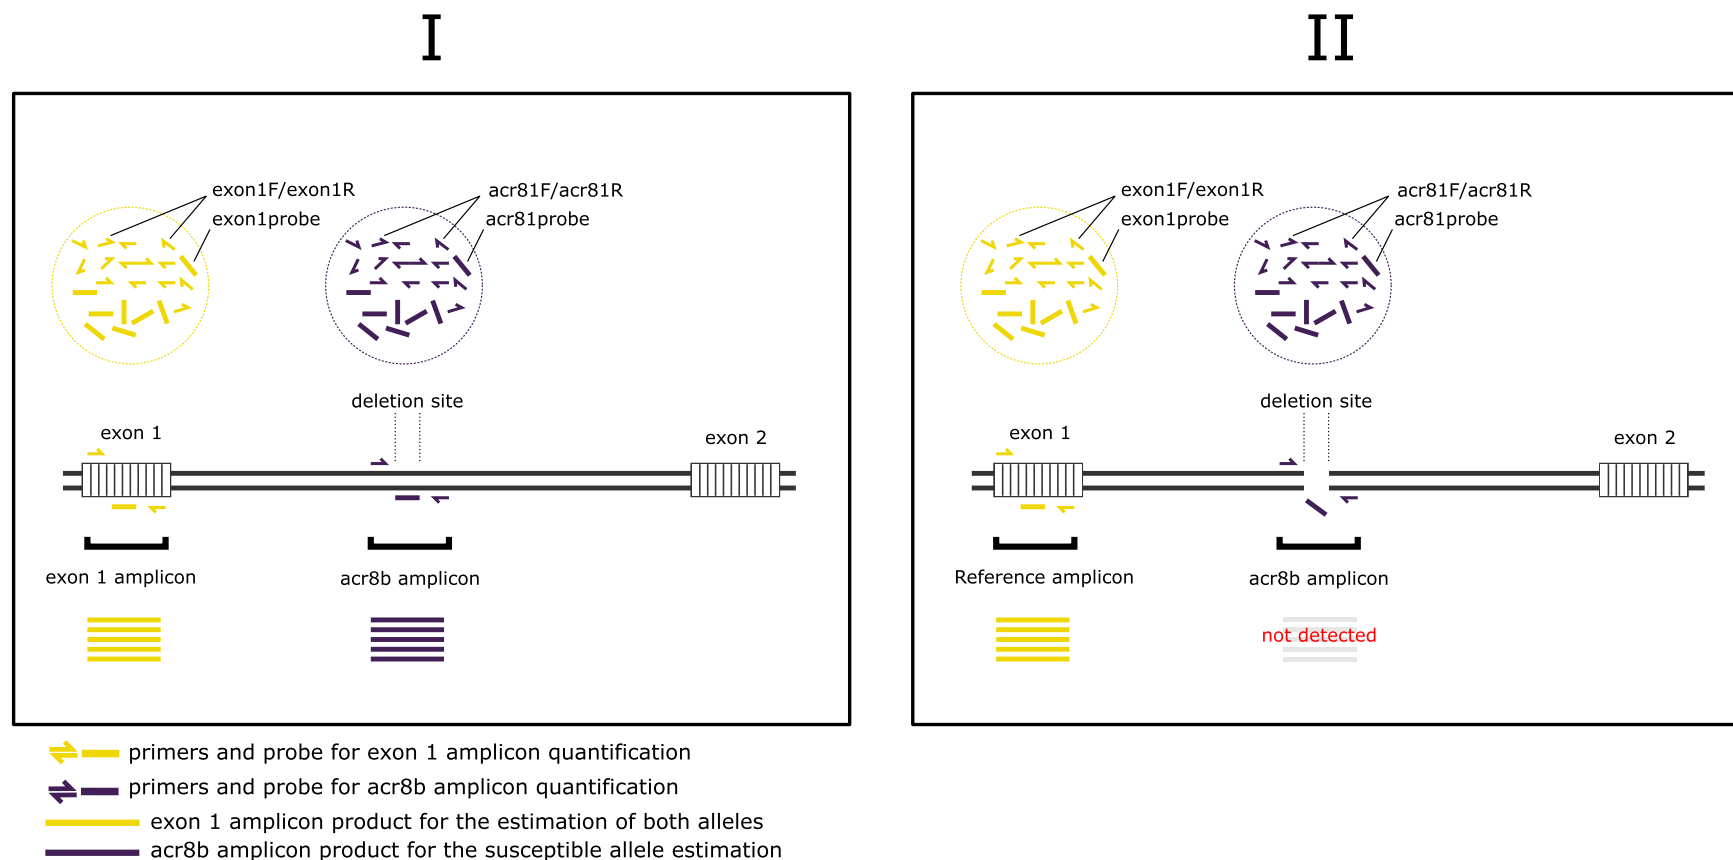 I
II
exon1F/exon1R
exon1probe
acr81F/acr81R
acr81probe
exon1F/exon1R
exon1probe
acr81F/acr81R
acr81probe
deletion site
deletion site
exon 1
exon 2
exon 1
exon 2
exon 1 amplicon
acr8b amplicon
Reference amplicon
acr8b amplicon
not detected
primers and probe for exon 1 amplicon quantification
primers and probe for acr8b amplicon quantification
exon 1 amplicon product for the estimation of both alleles
acr8b amplicon product for the susceptible allele estimation